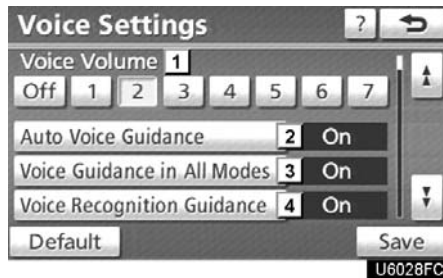 Voice Settings ?
Voice Volume 1
Off 1 2 3 4 5 6 7
Auto Voice Guidance 2 On
Voice Guidance in All Modes 3 On
Voice Recognition Guidance 4 On
Default Save
U6028FC